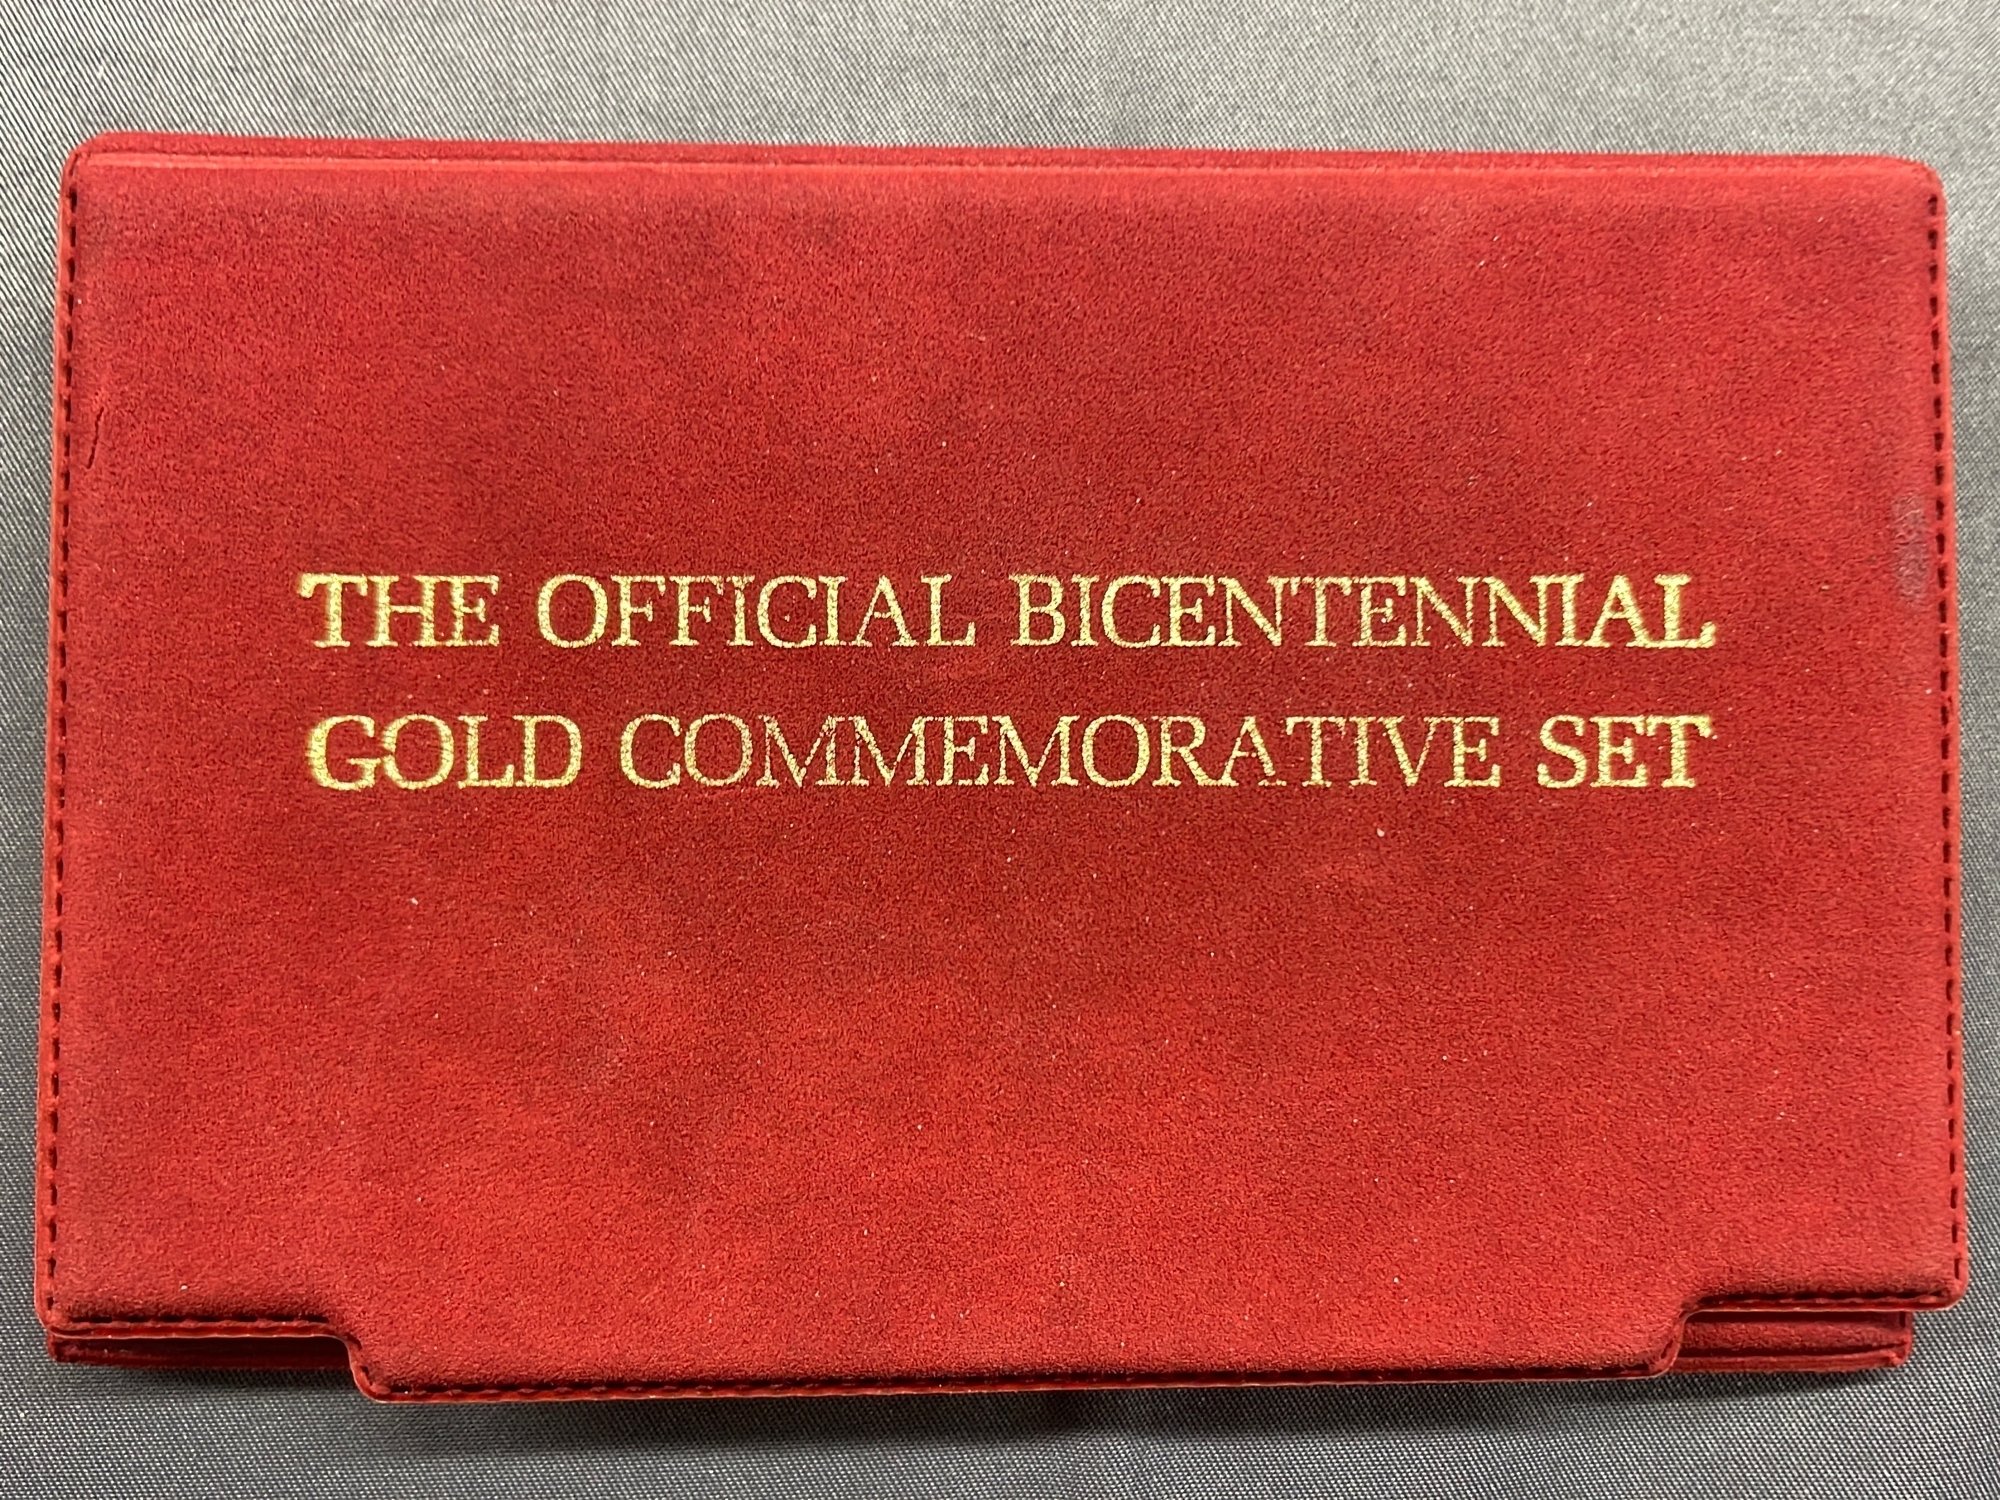 THE OFFICIAL BICENTENNIAL
GOLD COMMEMORATIVE SET